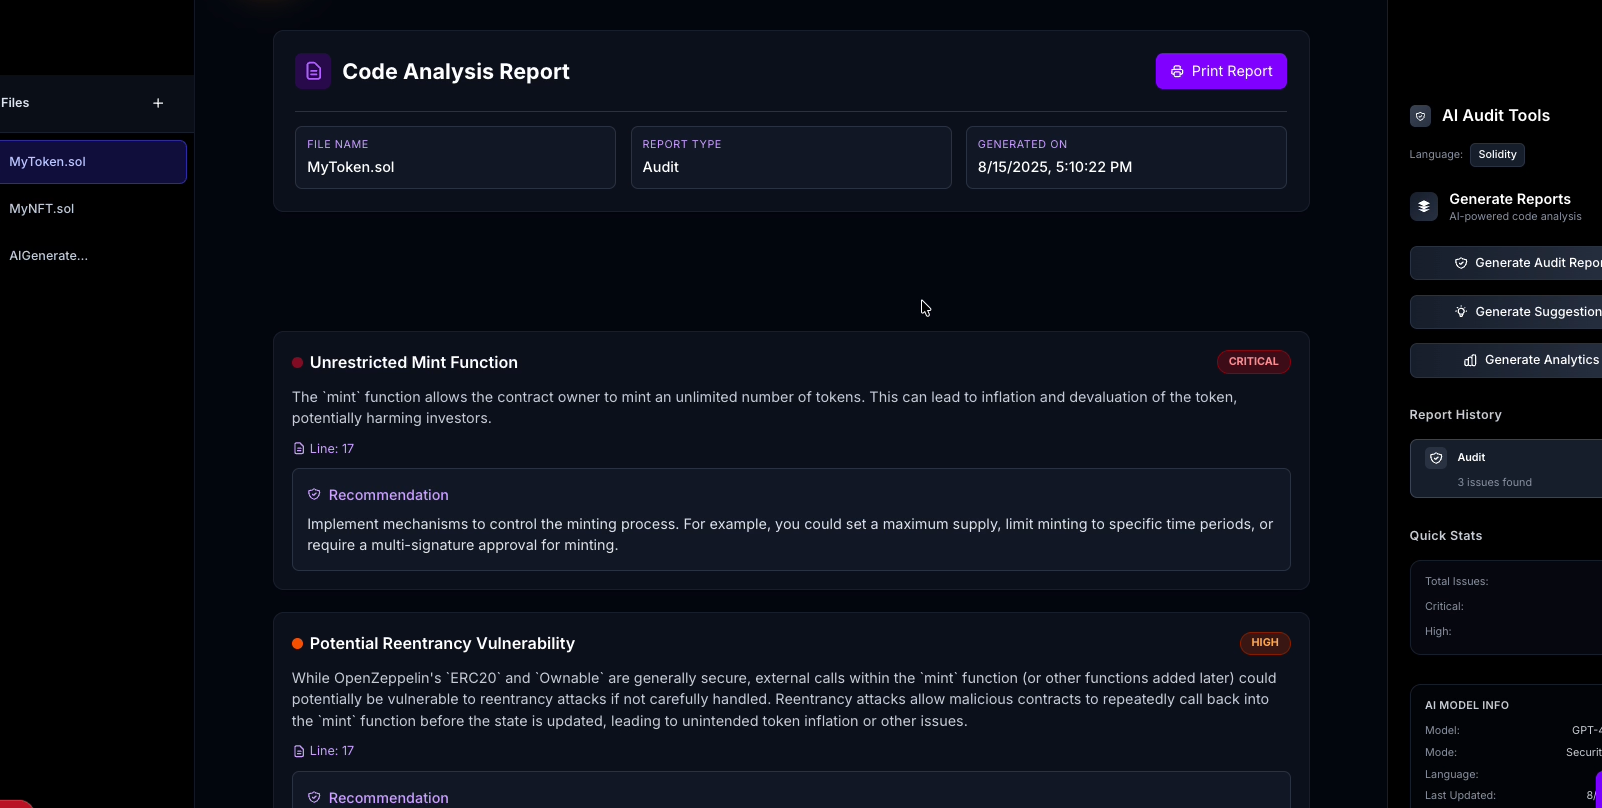 Files
+
MyToken.sol
MyNFT.sol
AIGenerate...
Code Analysis Report
Print Report
FILE NAME
MyToken.sol
REPORT TYPE
Audit
GENERATED ON
8/15/2025, 5:10:22 PM
Unrestricted Mint Function
CRITICAL
The `mint` function allows the contract owner to mint an unlimited number of tokens. This can lead to inflation and devaluation of the token,
potentially harming investors.
Line: 17
Recommendation
Implement mechanisms to control the minting process. For example, you could set a maximum supply, limit minting to specific time periods, or
require a multi-signature approval for minting.
Potential Reentrancy Vulnerability
HIGH
While OpenZeppelin's `ERC20` and `Ownable` are generally secure, external calls within the `mint` function (or other functions added later) could
potentially be vulnerable to reentrancy attacks if not carefully handled. Reentrancy attacks allow malicious contracts to repeatedly call back into
the `mint` function before the state is updated, leading to unintended token inflation or other issues.
Line: 17
Recommendation
AI Audit Tools
Language: Solidity
Generate Reports
AI-powered code analysis
Generate Audit Repor
Generate Suggestion
Generate Analytics
Report History
Audit
3 issues found
Quick Stats
Total Issues:
Critical:
High:
AI MODEL INFO
Model: GPT-4
Mode: Securit
Language:
Last Updated: 8/